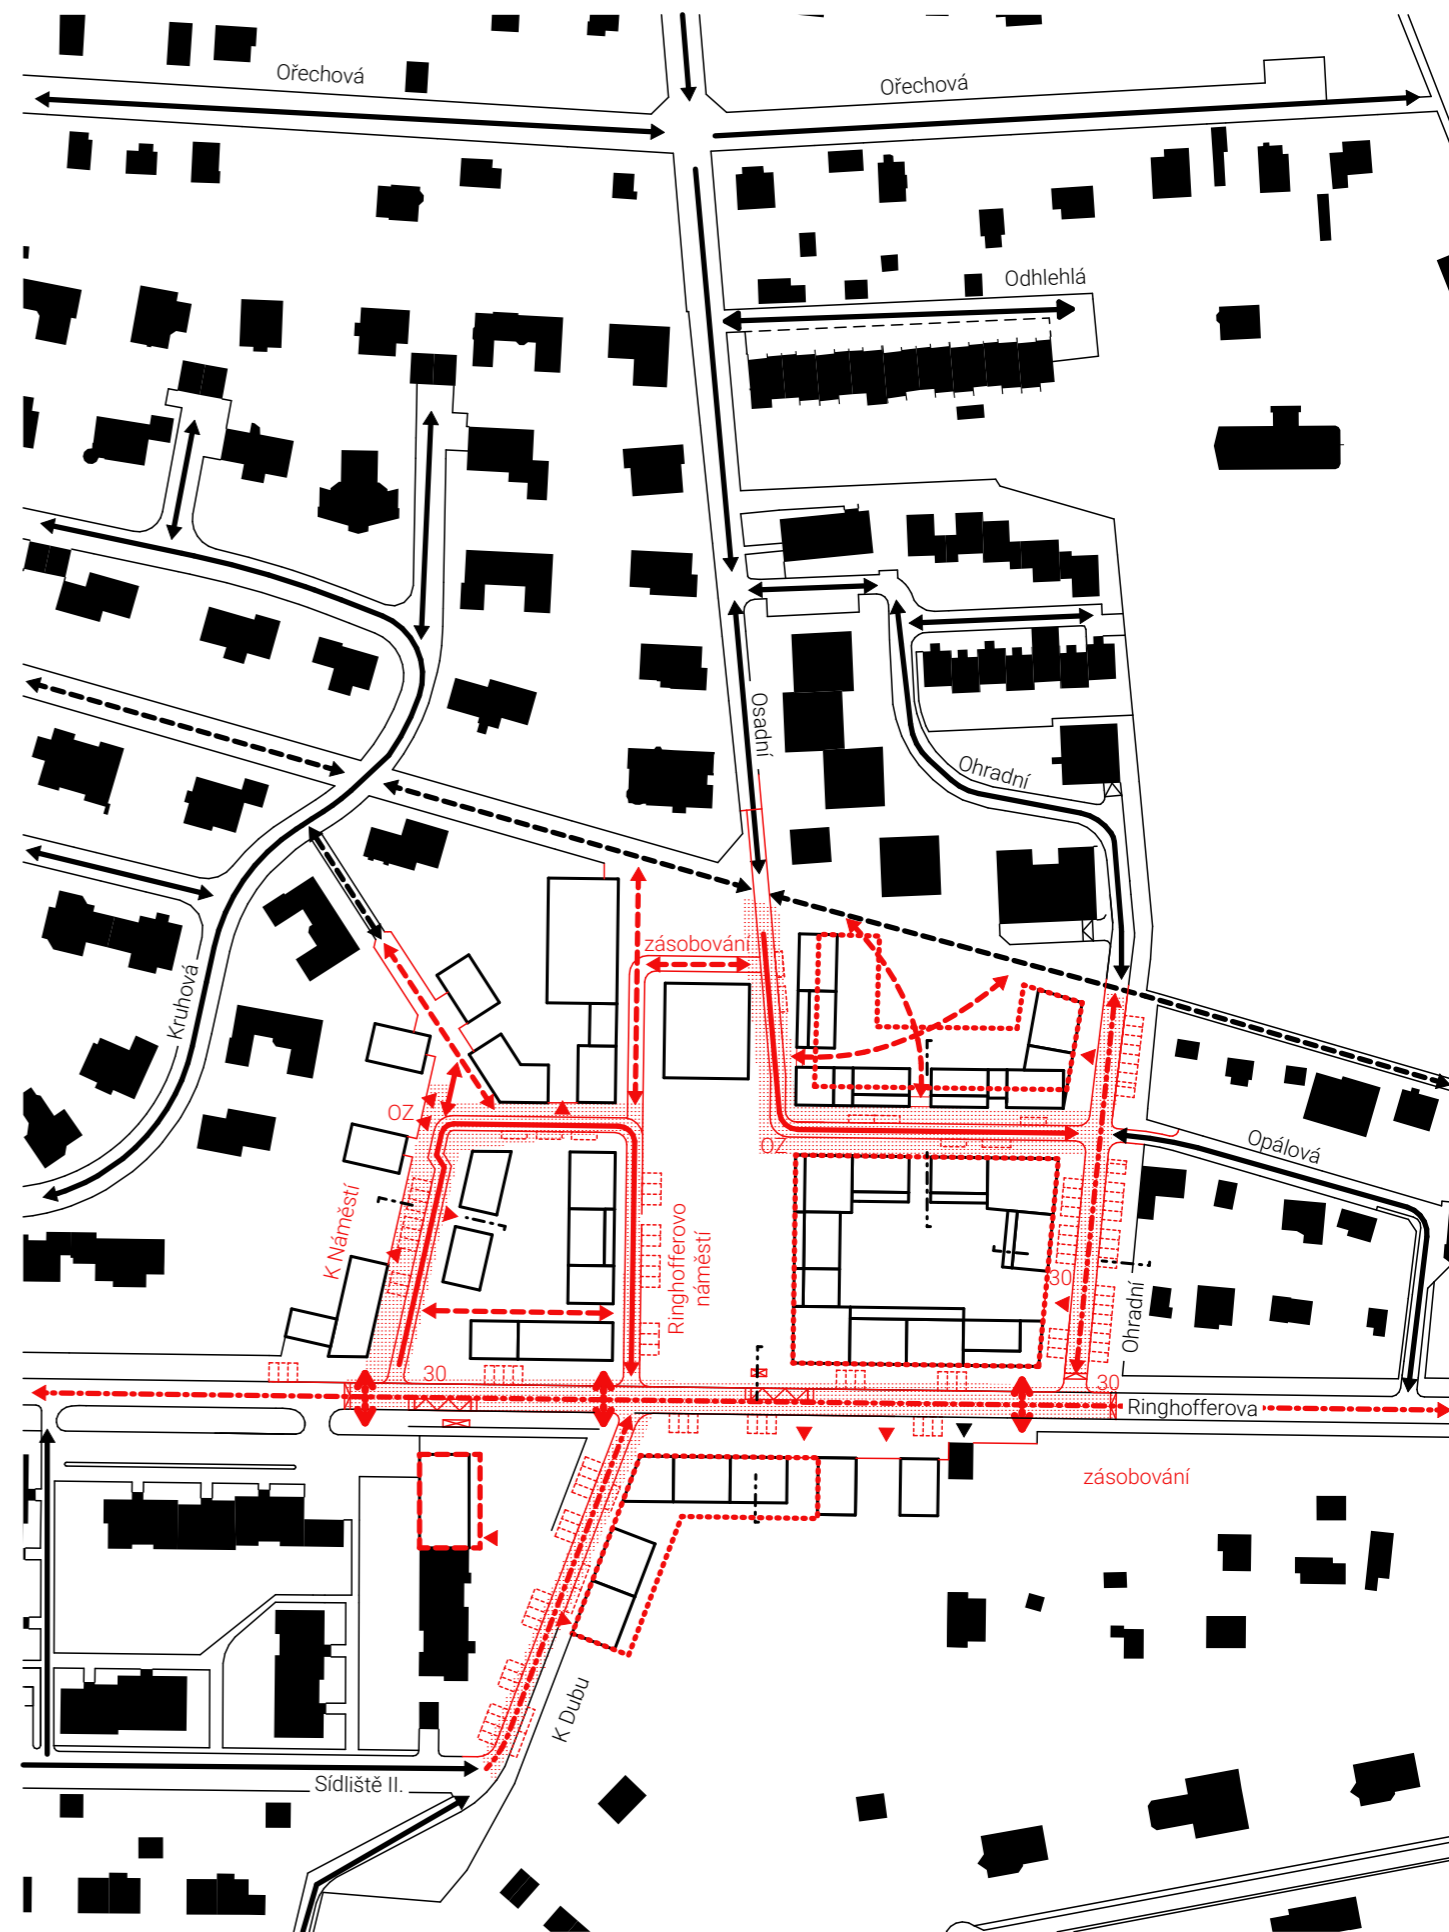 Ořechová
Ořechová
Odhlehlá
Osadní
Ohradní
zásobování
Kruhová
OZ
OZ
Opálová
K Náměstí
Ringhofferovo
náměstí
30
Ohradní
30
30
Ringhofferova
zásobování
K Dubu
Sídliště II.